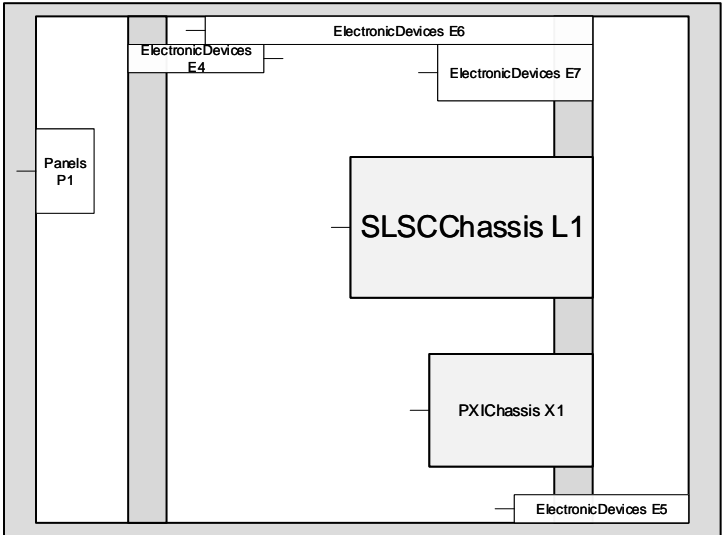 ElectronicDevices E6
ElectronicDevices
E4
ElectronicDevices E7
Panels
P1
SLSCChassis L1
PXIChassis X1
ElectronicDevices E5